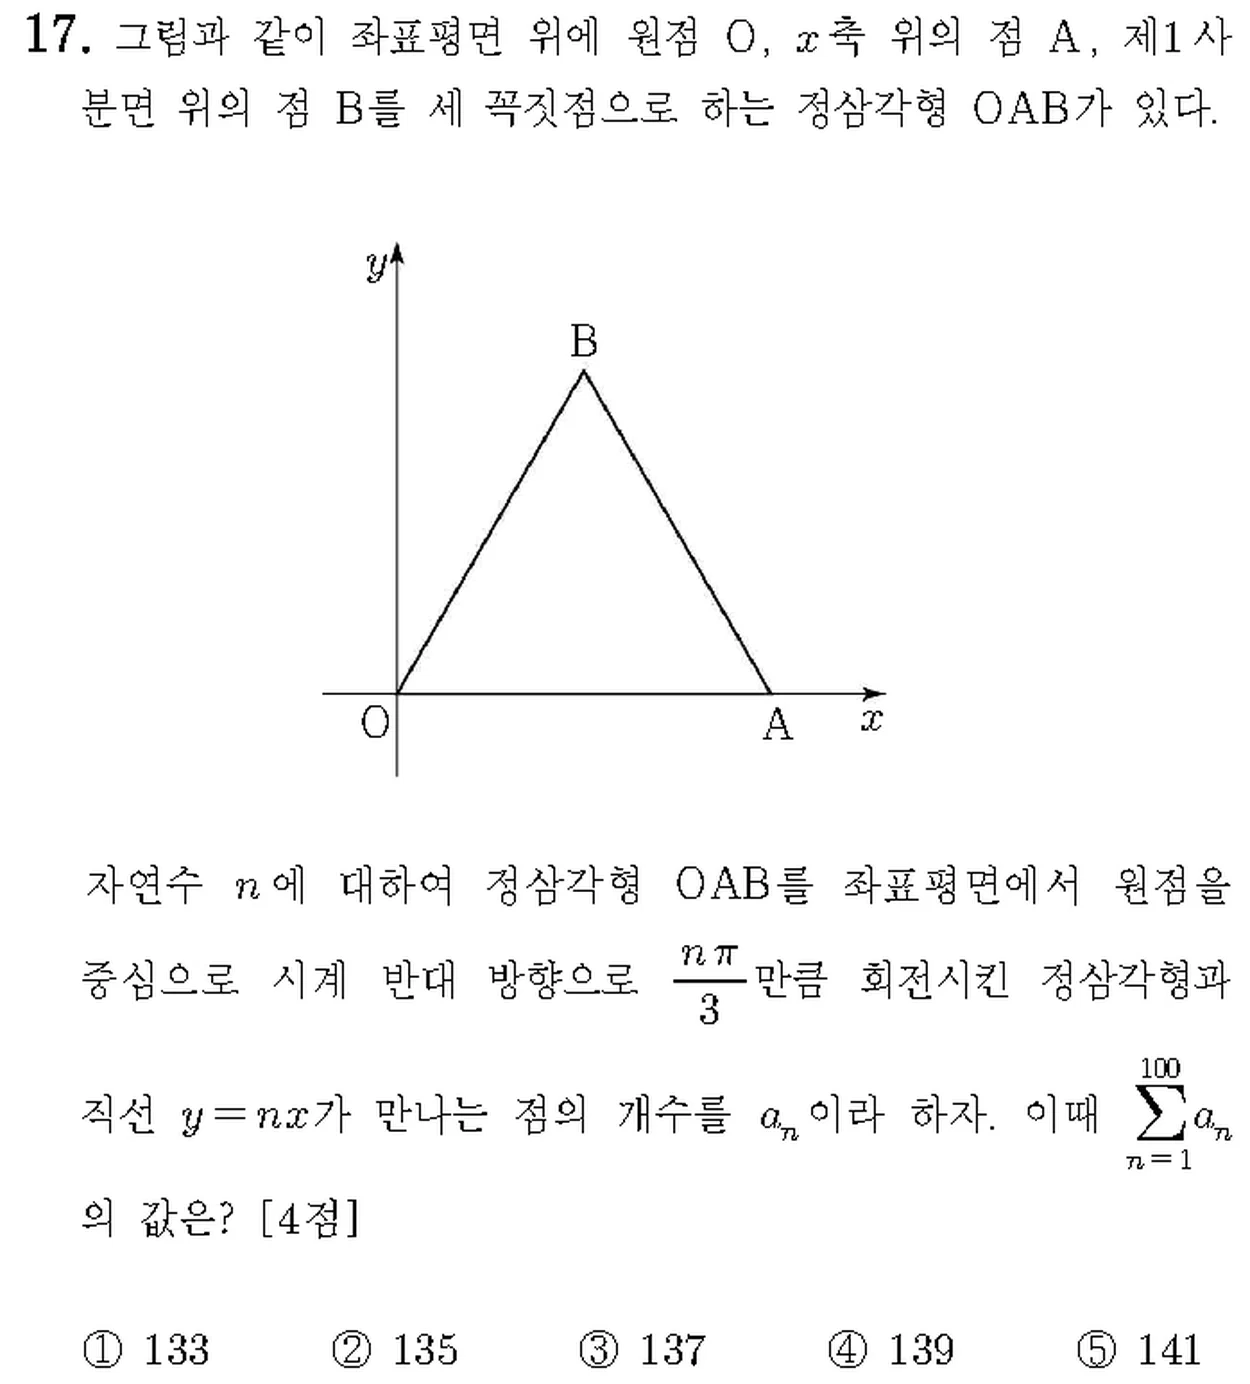 17. 그림과 같이 좌표평면 위에 원점 O, x축 위의 점 A, 제1사
분면 위의 점 B를 세 꼭짓점으로 하는 정삼각형 OAB가 있다.
y
B
O
A
x
자연수 n에 대하여 정삼각형 OAB를 좌표평면에서 원점을
중심으로 시계 반대 방향으로 nπ/3만큼 회전시킨 정삼각형과
직선 y=nx가 만나는 점의 개수를 aₙ이라 하자. 이때 ∑_{n=1}^{100} aₙ
의 값은? [4점]
① 133 ② 135 ③ 137 ④ 139 ⑤ 141